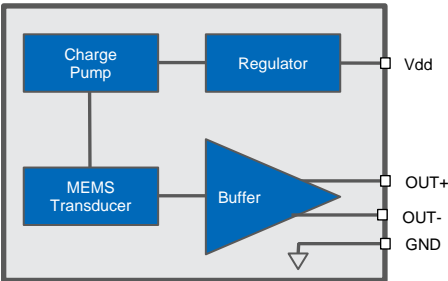 Charge
Pump
Regulator
Vdd
MEMS
Transducer
Buffer
OUT+
OUT-
GND